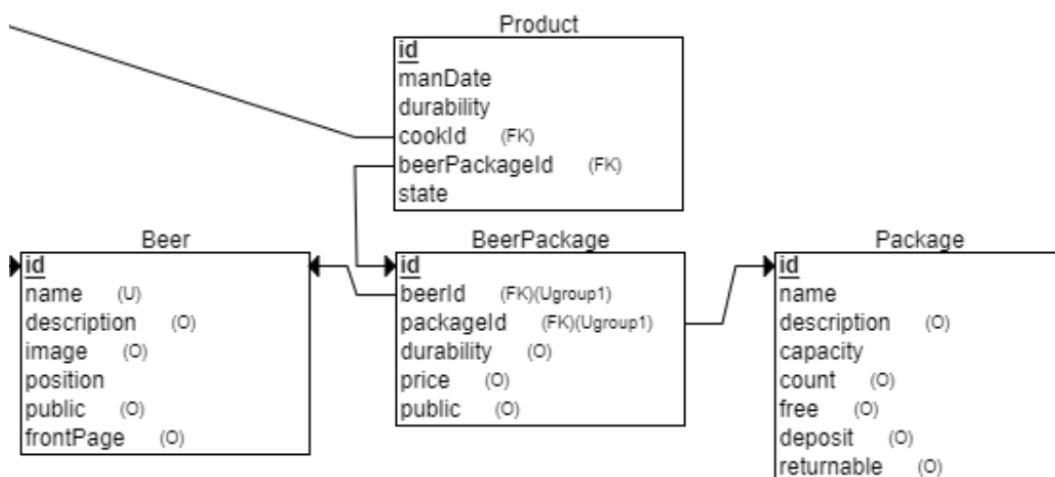 Product
id
manDate
durability
cookId (FK)
beerPackageId (FK)
state
Beer
id
name (U)
description (O)
image (O)
position
public (O)
frontPage (O)
BeerPackage
id
beerId (FK)(Ugroup1)
packageId (FK)(Ugroup1)
durability (O)
price (O)
public (O)
Package
id
name
description (O)
capacity
count (O)
free (O)
deposit (O)
returnable (O)